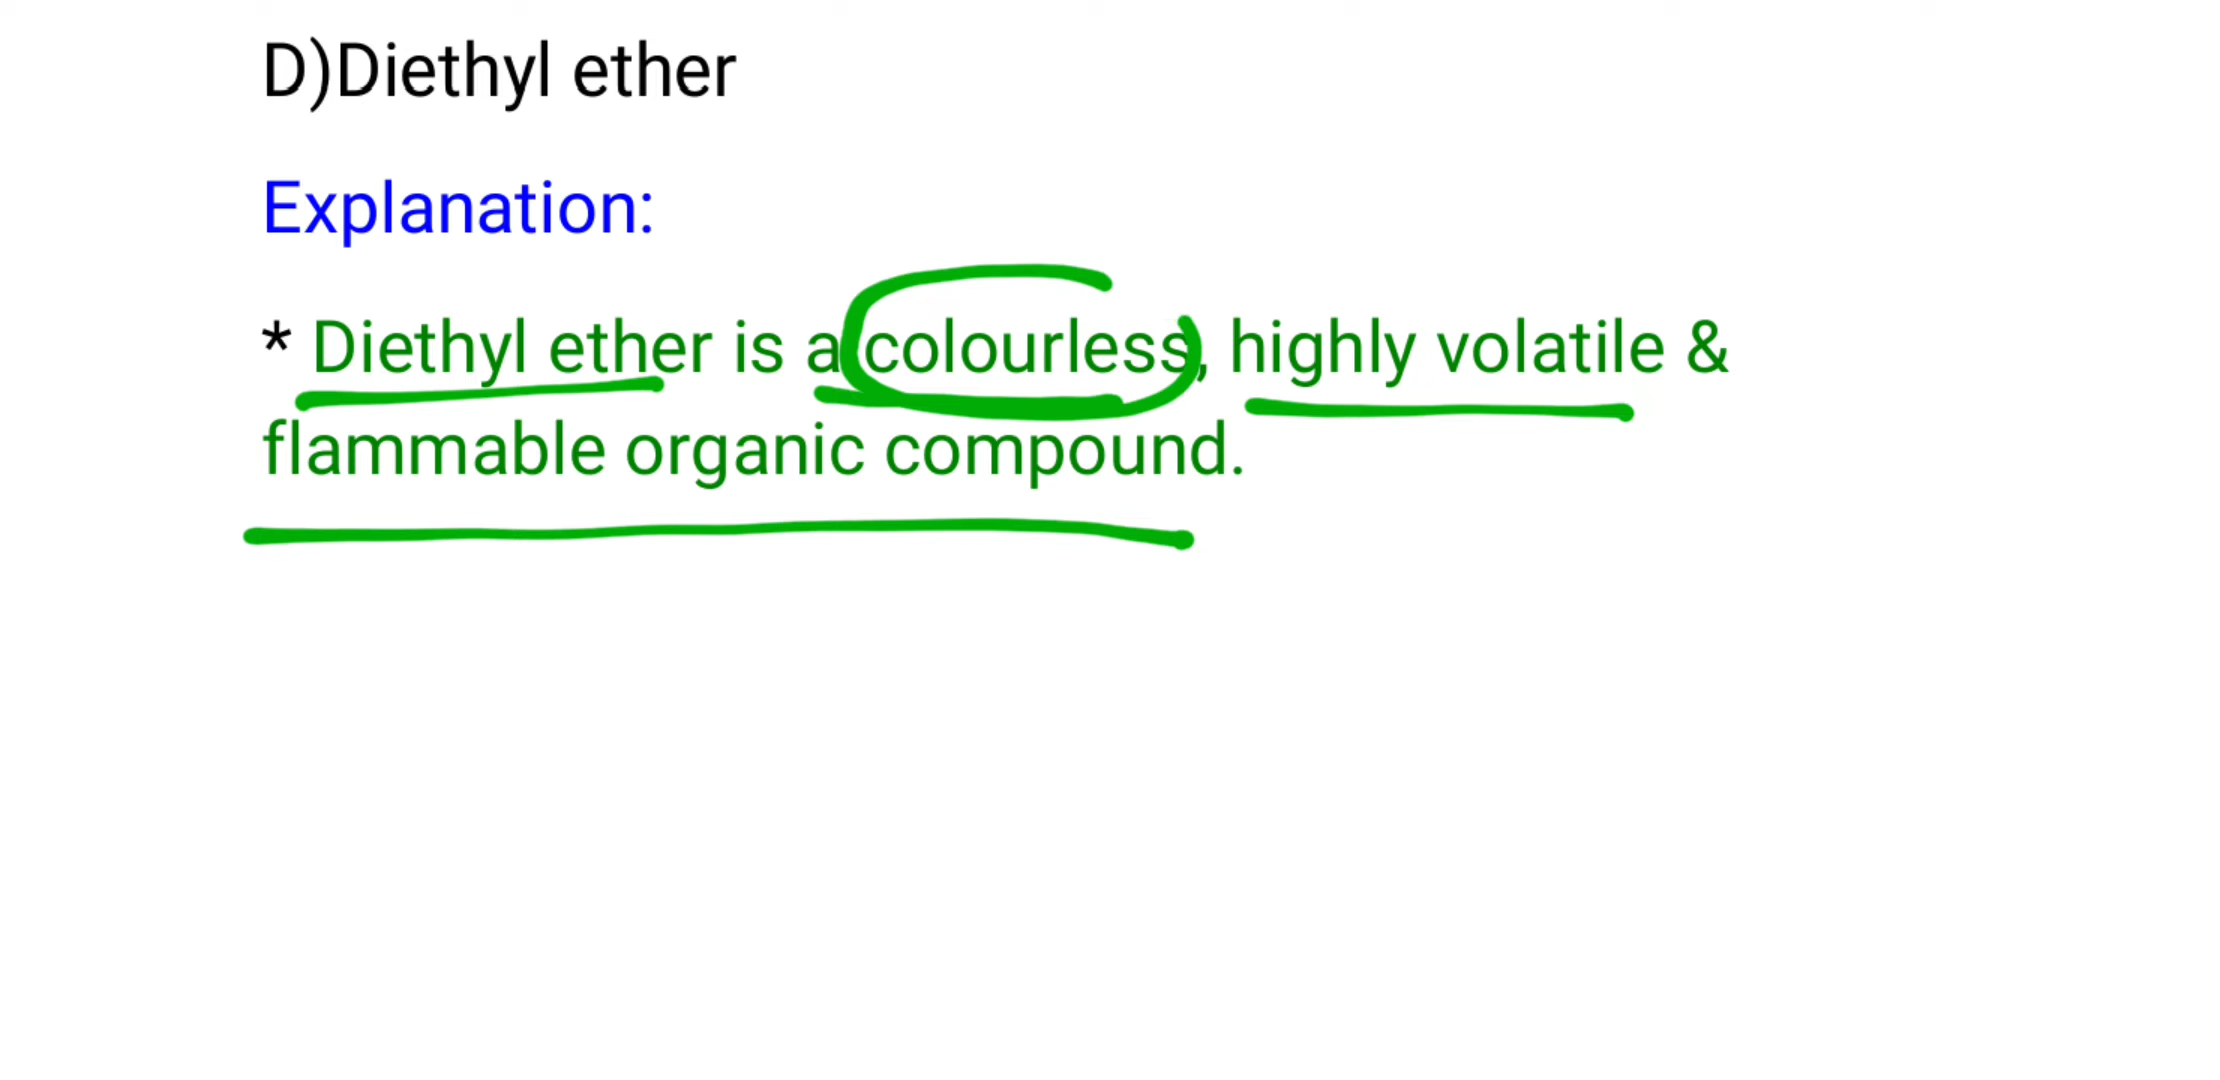 D)Diethyl ether
Explanation:
* Diethyl ether is a colourless, highly volatile &
flammable organic compound.